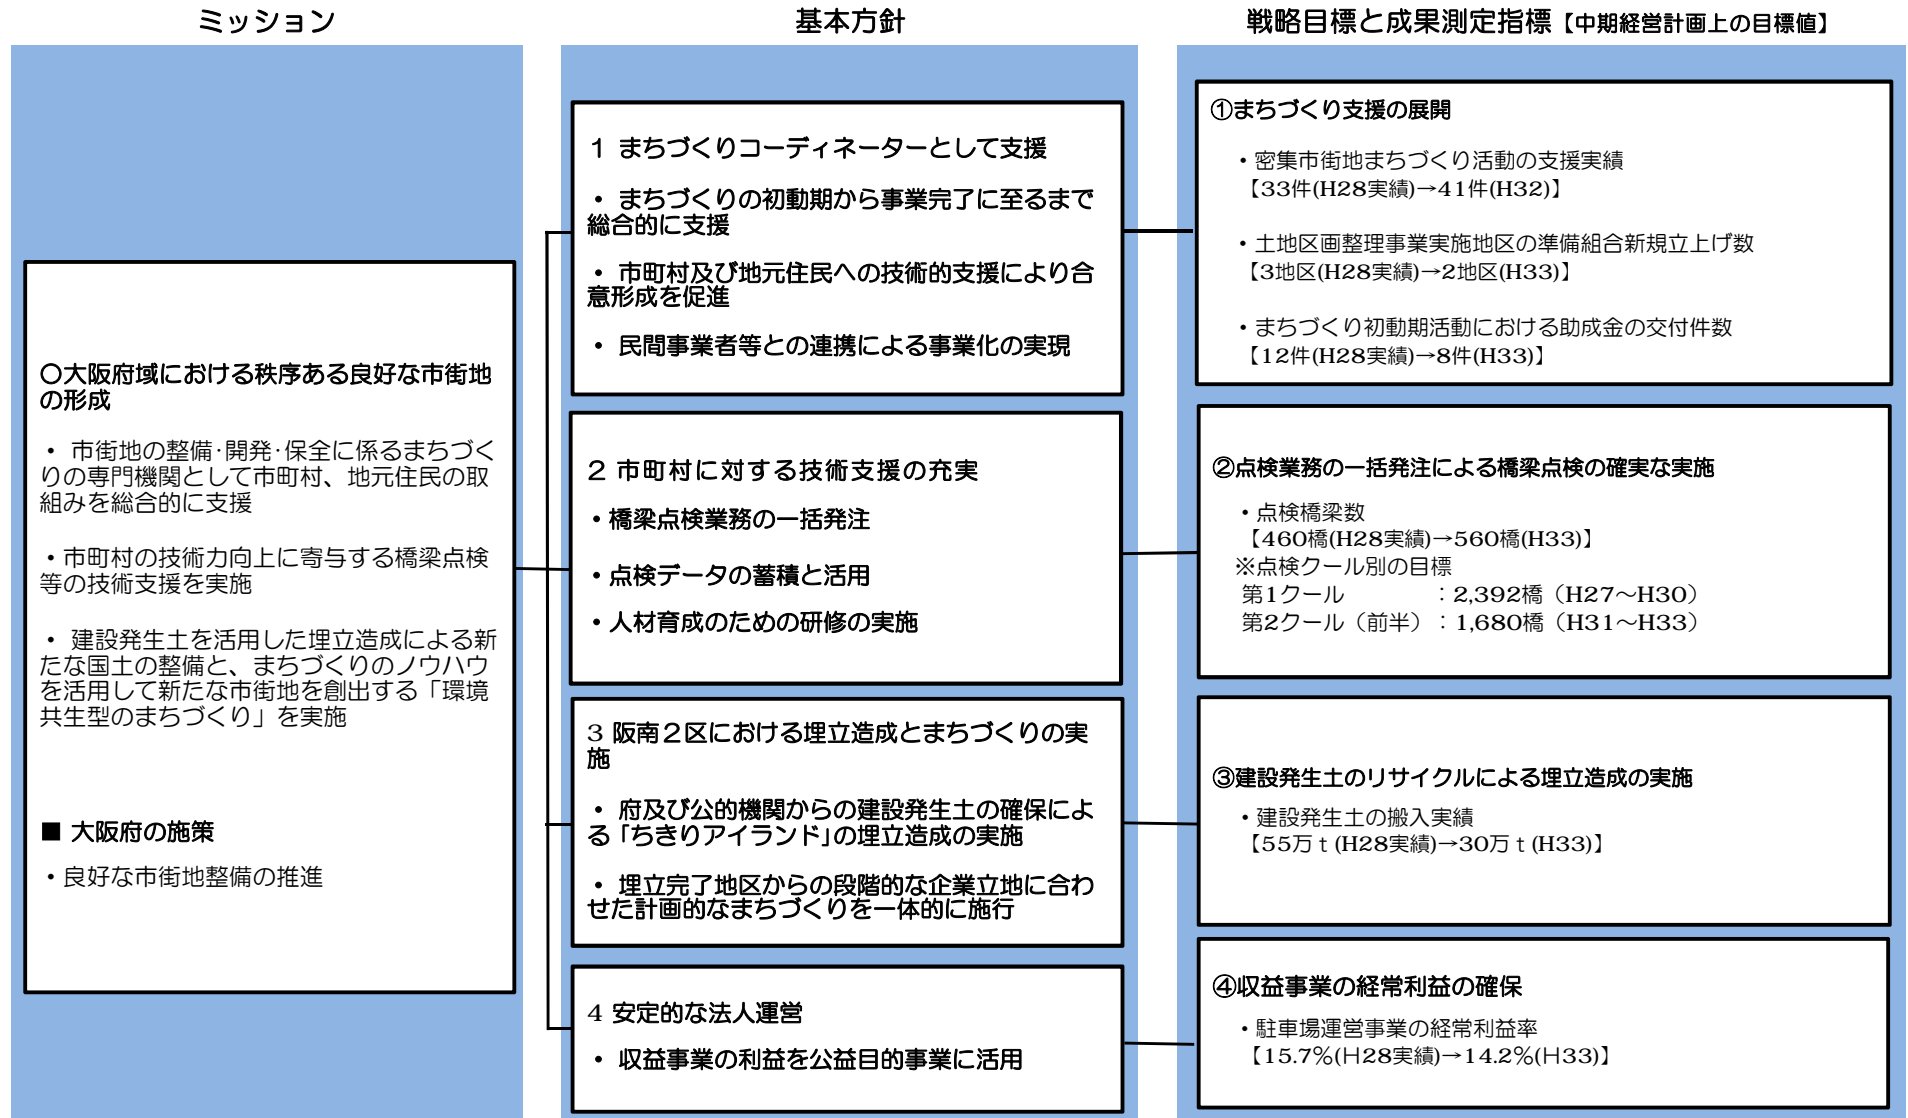 ミッション
〇大阪府域における秩序ある良好な市街地
の形成
・ 市街地の整備･開発･保全に係るまちづく
りの専門機関として市町村、地元住民の取
組みを総合的に支援
・市町村の技術力向上に寄与する橋梁点検
等の技術支援を実施
・ 建設発生土を活用した埋立造成による新
たな国土の整備と、まちづくりのノウハウ
を活用して新たな市街地を創出する「環境
共生型のまちづくり」を実施
■ 大阪府の施策
・良好な市街地整備の推進
基本方針
1 まちづくりコーディネーターとして支援
・ まちづくりの初動期から事業完了に至るまで
総合的に支援
・ 市町村及び地元住民への技術的支援により合
意形成を促進
・ 民間事業者等との連携による事業化の実現
2 市町村に対する技術支援の充実
・橋梁点検業務の一括発注
・点検データの蓄積と活用
・人材育成のための研修の実施
3 阪南２区における埋立造成とまちづくりの実
施
・ 府及び公的機関からの建設発生土の確保によ
る「ちきりアイランド」の埋立造成の実施
・ 埋立完了地区からの段階的な企業立地に合わ
せた計画的なまちづくりを一体的に施行
4 安定的な法人運営
・ 収益事業の利益を公益目的事業に活用
戦略目標と成果測定指標【中期経営計画上の目標値】
①まちづくり支援の展開
・密集市街地まちづくり活動の支援実績
【33件(H28実績)→41件(H32)】
・土地区画整理事業実施地区の準備組合新規立上げ数
【3地区(H28実績)→2地区(H33)】
・まちづくり初動期活動における助成金の交付件数
【12件(H28実績)→8件(H33)】
②点検業務の一括発注による橋梁点検の確実な実施
・点検橋梁数
【460橋(H28実績)→560橋(H33)】
※点検クール別の目標
第1クール ：2,392橋（H27～H30）
第2クール（前半）：1,680橋（H31～H33）
③建設発生土のリサイクルによる埋立造成の実施
・建設発生土の搬入実績
【55万ｔ(H28実績)→30万ｔ(H33)】
④収益事業の経常利益の確保
・駐車場運営事業の経常利益率
【15.7％(H28実績)→14.2％(H33)】